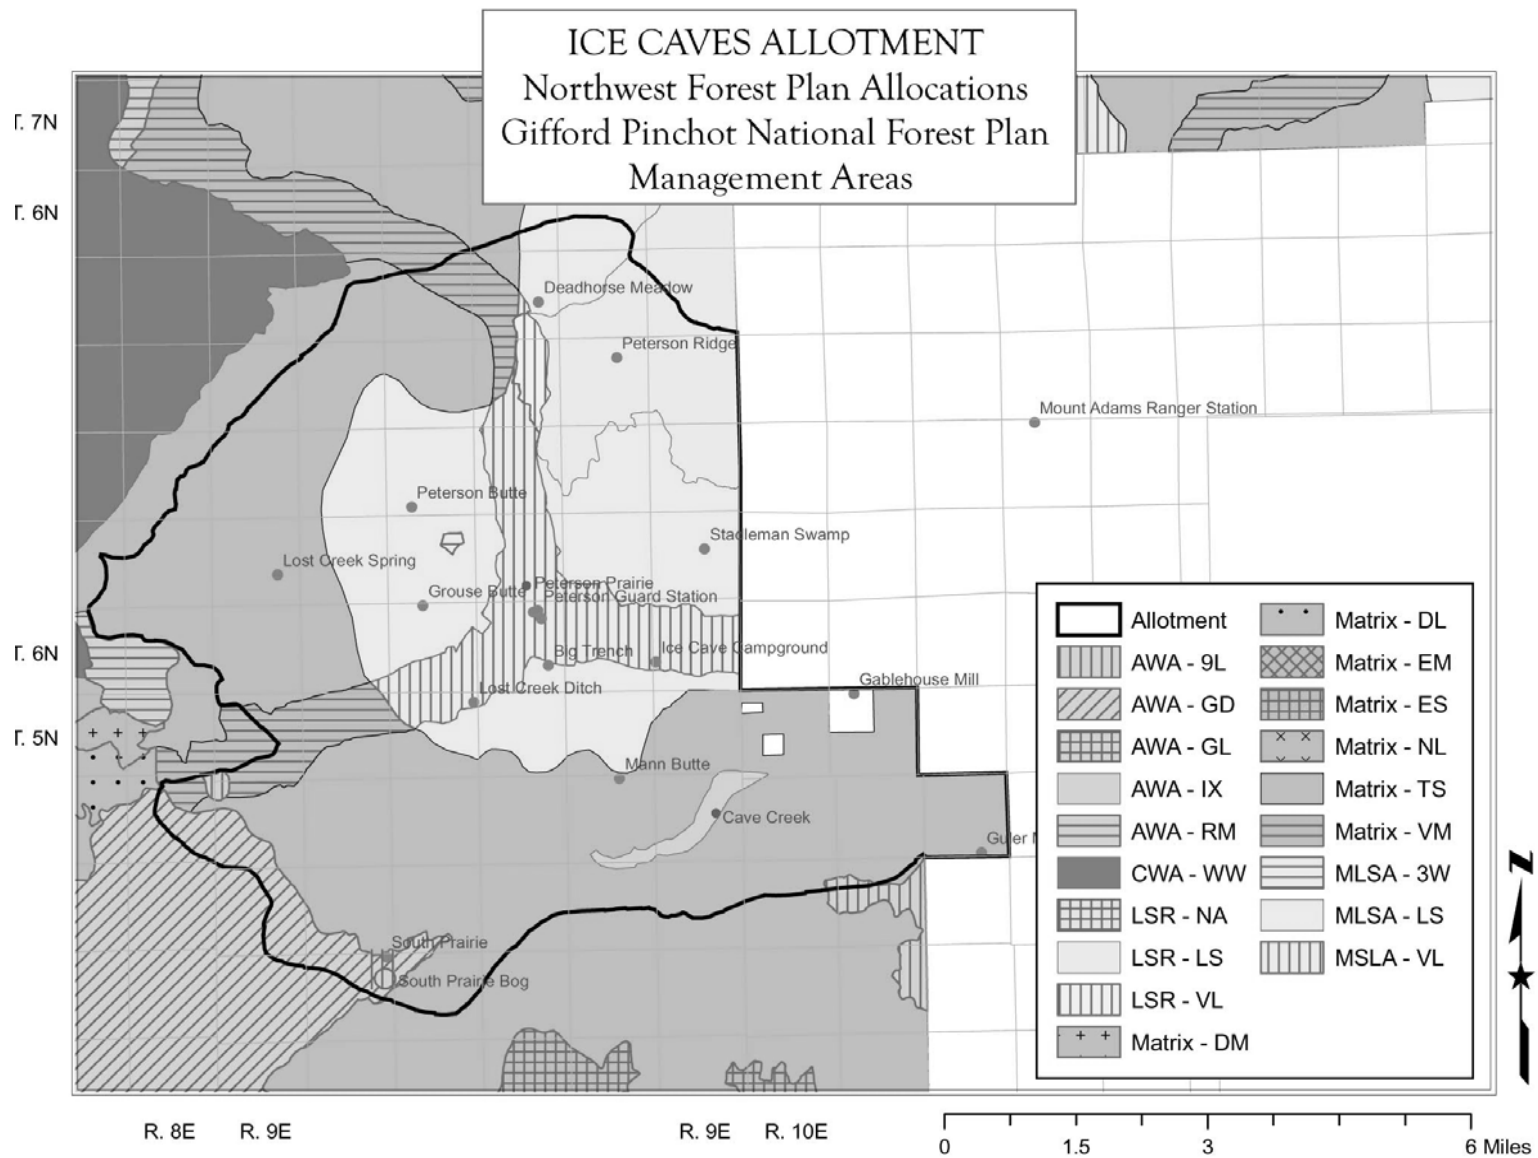 ICE CAVES ALLOTMENT
Northwest Forest Plan Allocations
Gifford Pinchot National Forest Plan
Management Areas
T. 7N
T. 6N
Deadhorse Meadow
Peterson Ridge
Mount Adams Ranger Station
Peterson Butte
Stadleman Swamp
Lost Creek Spring
Peterson Prairie
Grouse Butte
Peterson Guard Station
T. 6N
Big Trench
Ice Cave Campground
Gablehouse Mill
Lost Creek Ditch
T. 5N
Mann Butte
Cave Creek
Guler
South Prairie
South Prairie Bog
Allotment
AWA - 9L
AWA - GD
AWA - GL
AWA - IX
AWA - RM
CWA - WW
LSR - NA
LSR - LS
LSR - VL
Matrix - DM
Matrix - DL
Matrix - EM
Matrix - ES
Matrix - NL
Matrix - TS
Matrix - VM
MLSA - 3W
MLSA - LS
MSLA - VL
Z
R. 8E R. 9E R. 9E R. 10E
0 1.5 3 6 Miles